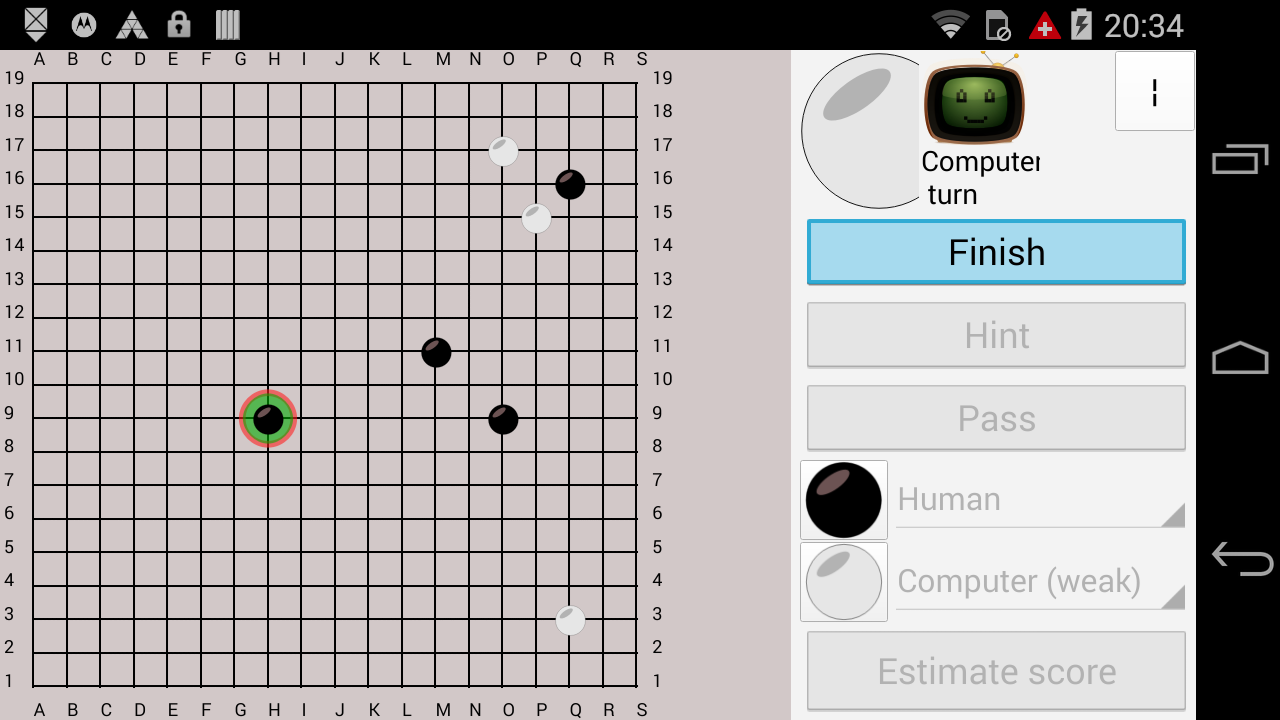 20:34
A B C D E F G H I J K L M N O P Q R S
19 19
18 18
17 17
16 16
15 15
14 14
13 13
12 12
11 11
10 10
9 9
8 8
7 7
6 6
5 5
4 4
3 3
2 2
1 1
A B C D E F G H I J K L M N O P Q R S
Computer
turn
Finish
Hint
Pass
Human
Computer (weak)
Estimate score